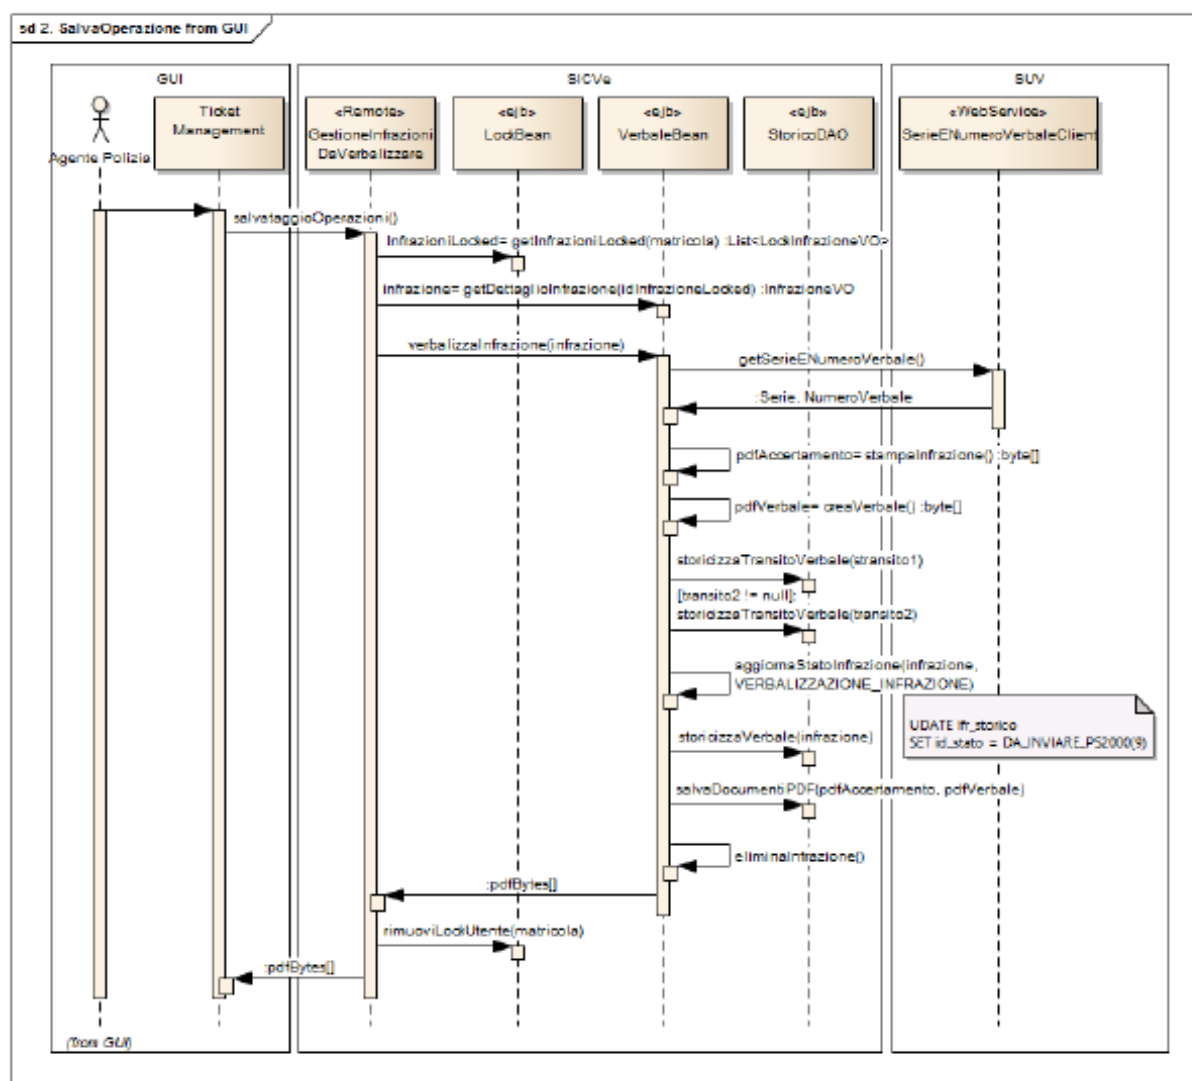 sd 2. SalvaOperazione from GUI
GUI
SICVe
SUV
Agente Polizia
Ticket
Management
«Remote»
GestioneInfrazioni
DaVerbalizzare
«ejb»
LockBean
«ejb»
VerbaleBean
«ejb»
StoricoDAO
«WebService»
SerieENumeroVerbaleClient
salvataggioOperazioni()
InfrazioniLocked= getInfrazioniLocked(matricola) :List<LockInfrazioneVO>
infrazione= getDettaglioInfrazione(idInfrazioneLocked) :InfrazioneVO
verbalizzaInfrazione(infrazione)
getSerieENumeroVerbale()
:Serie, NumeroVerbale
pdfAccertamento= stampaInfrazione() :byte[]
pdfVerbale= creaVerbale() :byte[]
storicizzaTransitoVerbale(stransito1)
[transito2 != null]:
storicizzaTransitoVerbale(transito2)
aggiornaStatoInfrazione(infrazione,
VERBALIZZAZIONE_INFRAZIONE)
UDATE ifr_storico
SET id_stato = DA_INVIARE_PS2000(9)
storicizzaVerbale(infrazione)
salvaDocumentiPDF(pdfAccertamento, pdfVerbale)
eliminaInfrazione()
:pdfBytes[]
rimuoviLockUtente(matricola)
:pdfBytes[]
(from GUI)